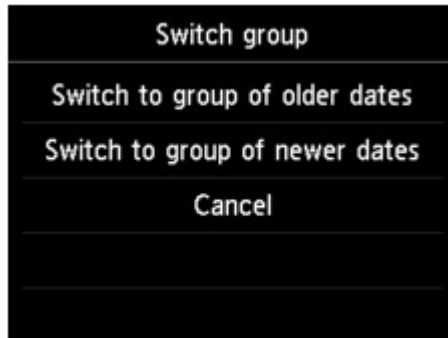 Switch group
Switch to group of older dates
Switch to group of newer dates
Cancel